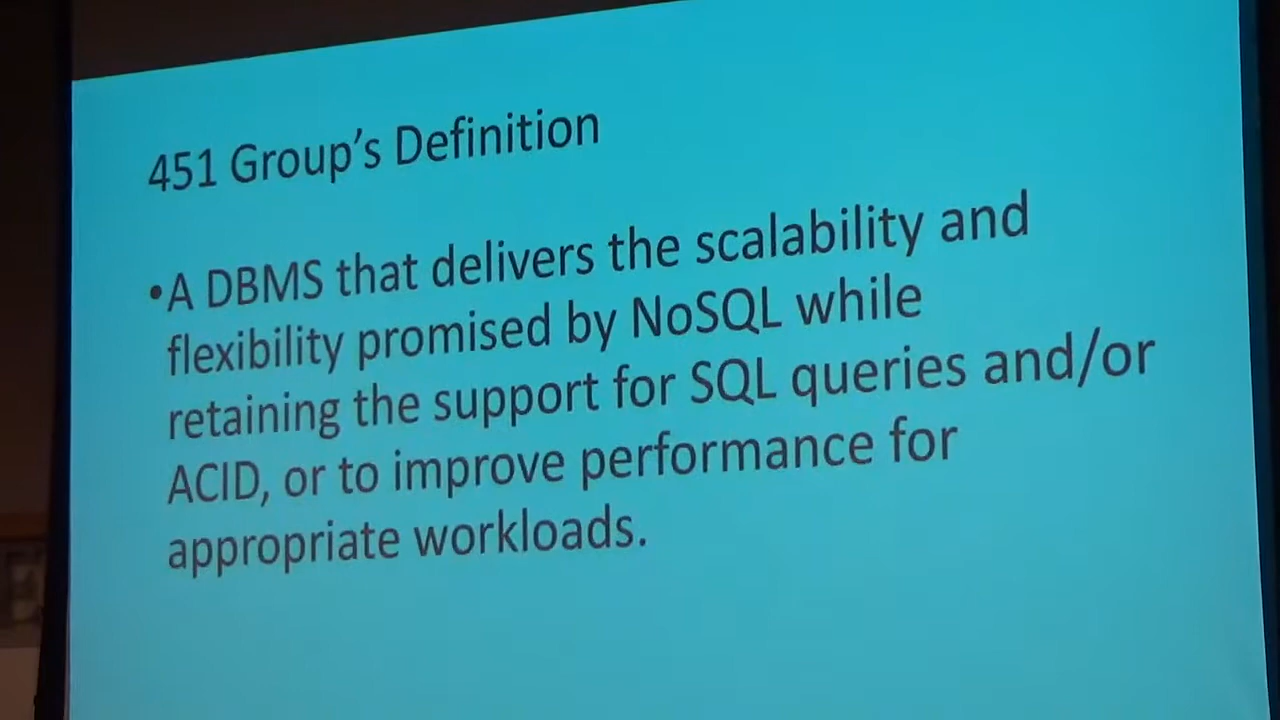 451 Group's Definition
•A DBMS that delivers the scalability and
flexibility promised by NoSQL while
retaining the support for SQL queries and/or
ACID, or to improve performance for
appropriate workloads.